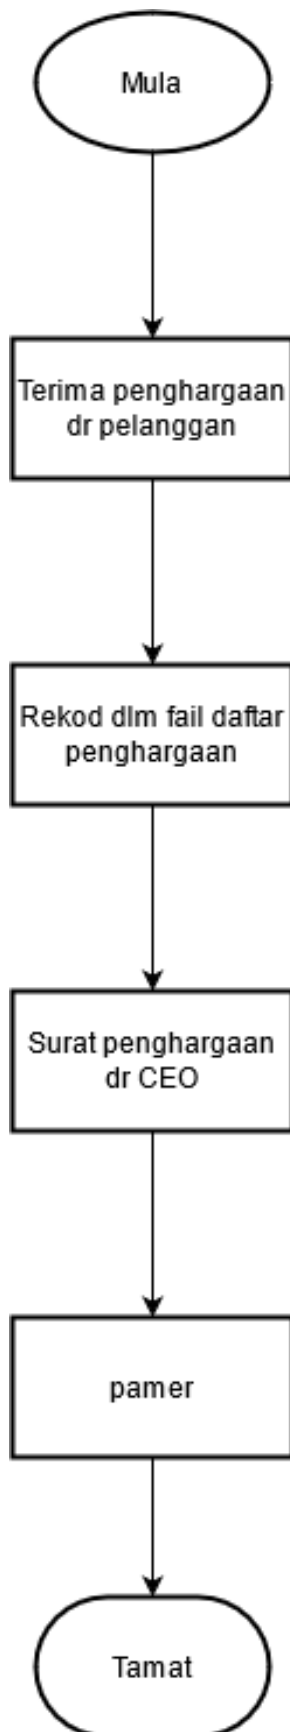 Mula
Terima penghargaan
dr pelanggan
Rekod dlm fail daftar
penghargaan
Surat penghargaan
dr CEO
pamer
Tamat